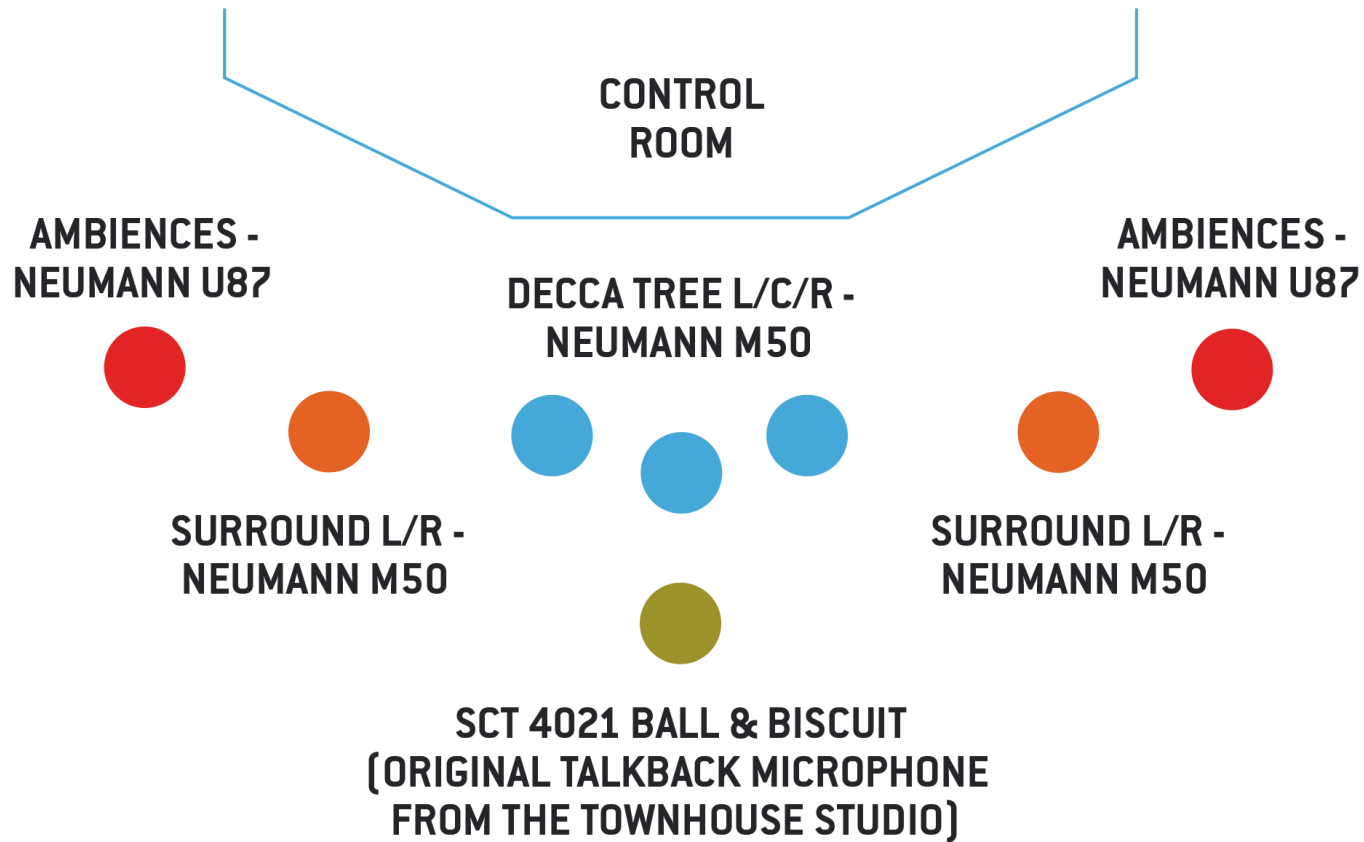 CONTROL
ROOM
AMBIENCES -
NEUMANN U87
AMBIENCES -
NEUMANN U87
DECCA TREE L/C/R -
NEUMANN M50
SURROUND L/R -
NEUMANN M50
SURROUND L/R -
NEUMANN M50
SCT 4021 BALL & BISCUIT
(ORIGINAL TALKBACK MICROPHONE
FROM THE TOWNHOUSE STUDIO)